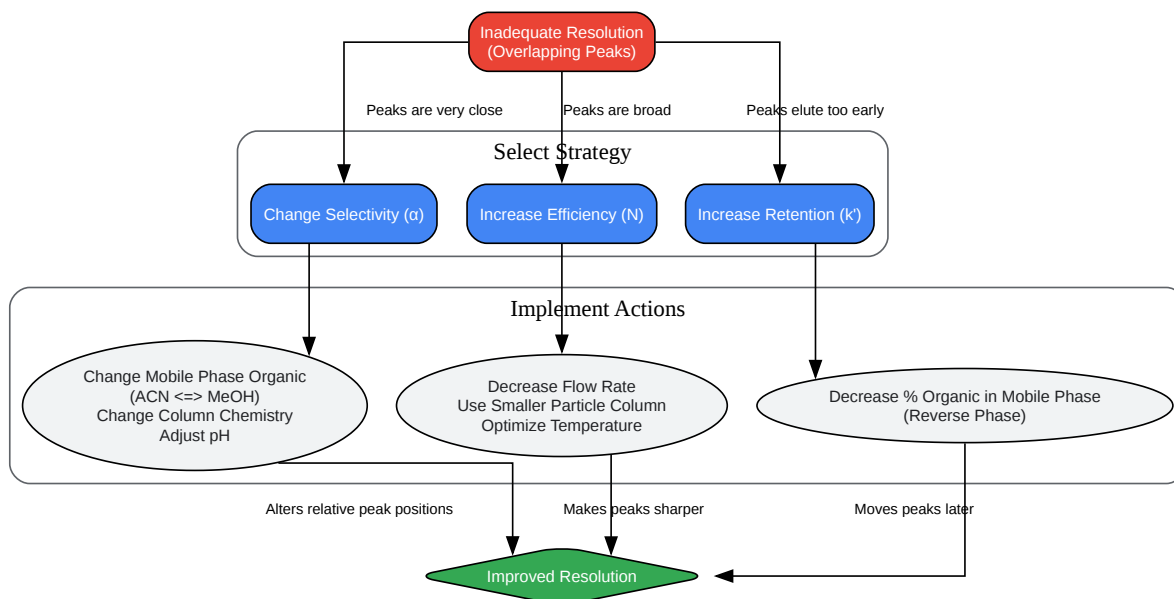 Inadequate Resolution
(Overlapping Peaks)
Peaks are very close
Peaks are broad
Peaks elute too early
Select Strategy
Change Selectivity (α)
Increase Efficiency (N)
Increase Retention (k')
Implement Actions
Change Mobile Phase Organic
(ACN <=> MeOH)
Change Column Chemistry
Adjust pH
Decrease Flow Rate
Use Smaller Particle Column
Optimize Temperature
Decrease % Organic in Mobile Phase
(Reverse Phase)
Alters relative peak positions
Makes peaks sharper
Moves peaks later
Improved Resolution